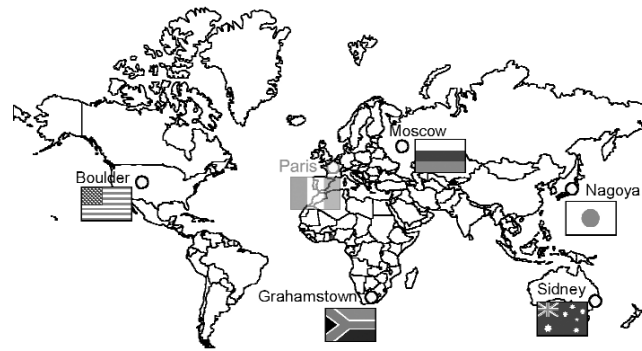 Moscow
Paris
Boulder
Nagoya
Grahamstown
Sidney